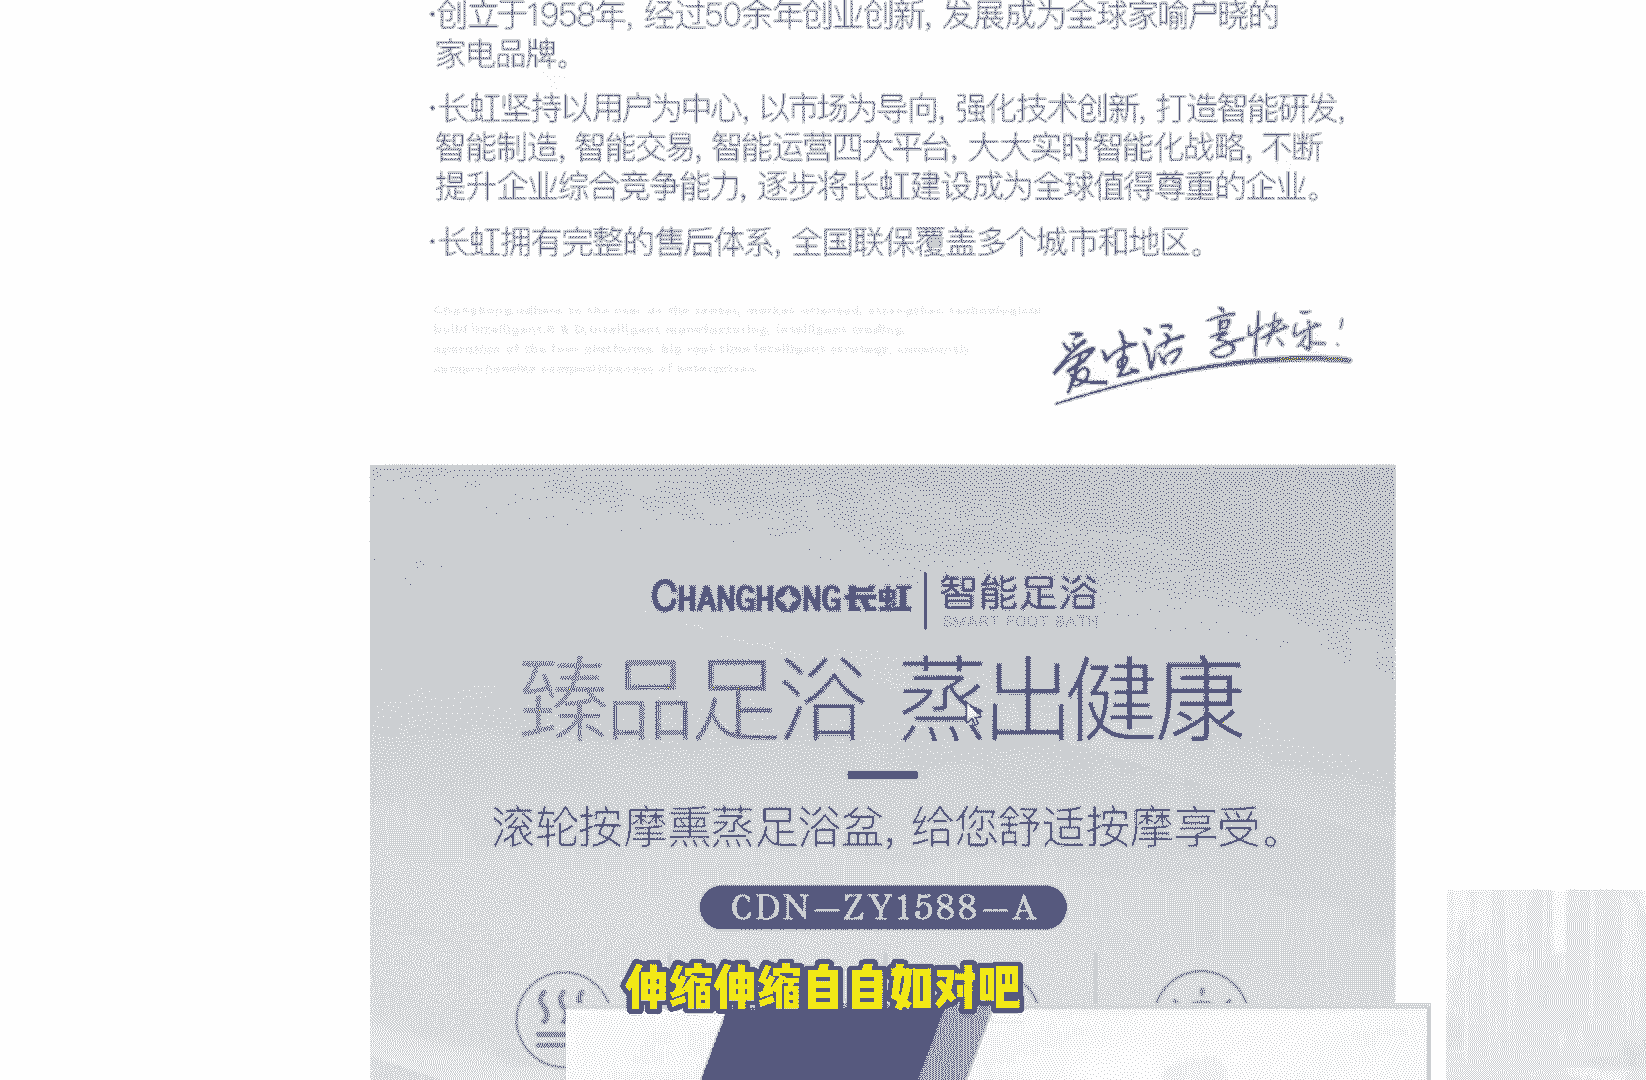 ·创立于1958年, 经过50余年创业创新, 发展成为全球家喻户晓的
家电品牌。
·长虹坚持以用户为中心, 以市场为导向, 强化技术创新, 打造智能研发,
智能制造, 智能交易, 智能运营四大平台, 大大实时智能化战略, 不断
提升企业综合竞争能力, 逐步将长虹建设成为全球值得尊重的企业。
·长虹拥有完整的售后体系, 全国联保覆盖多个城市和地区。
爱生活 享快乐!
CHANGHONG长虹 智能足浴
SMART FOOT BATH
臻品足浴 蒸出健康
滚轮按摩熏蒸足浴盆, 给您舒适按摩享受。
CDN-ZY1588-A
伸缩伸缩自自如对吧